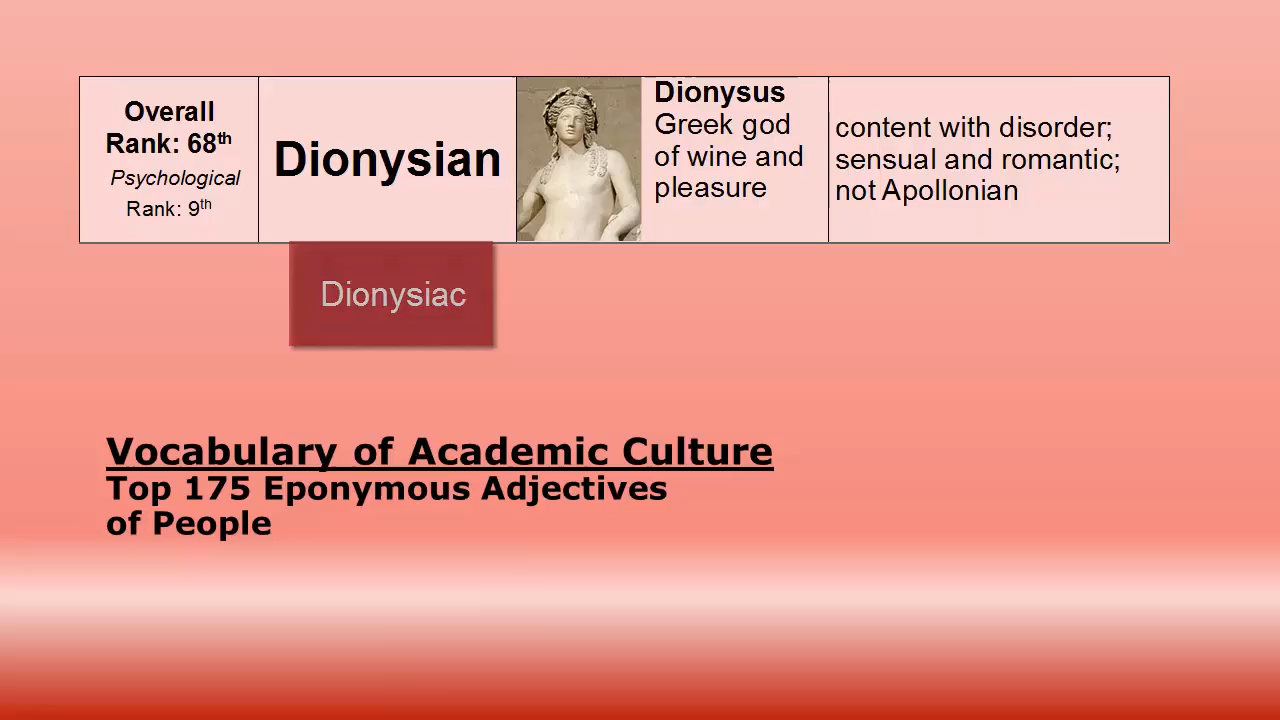 Overall
Rank: 68th
Psychological
Rank: 9th
Dionysian
Dionysus
Greek god
of wine and
pleasure
content with disorder;
sensual and romantic;
not Apollonian
Dionysiac
Vocabulary of Academic Culture
Top 175 Eponymous Adjectives
of People